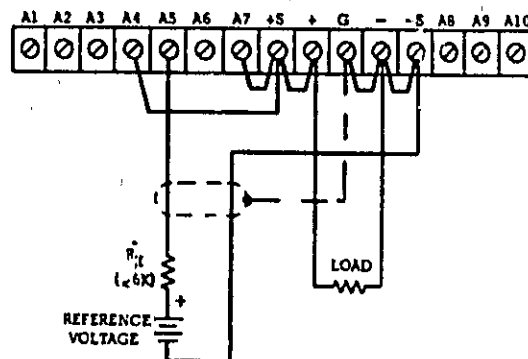 A1 A2 A3 A4 A5 A6 A7 +S + G - -S A8 A9 A10
LOAD
+
REFERENCE
VOLTAGE